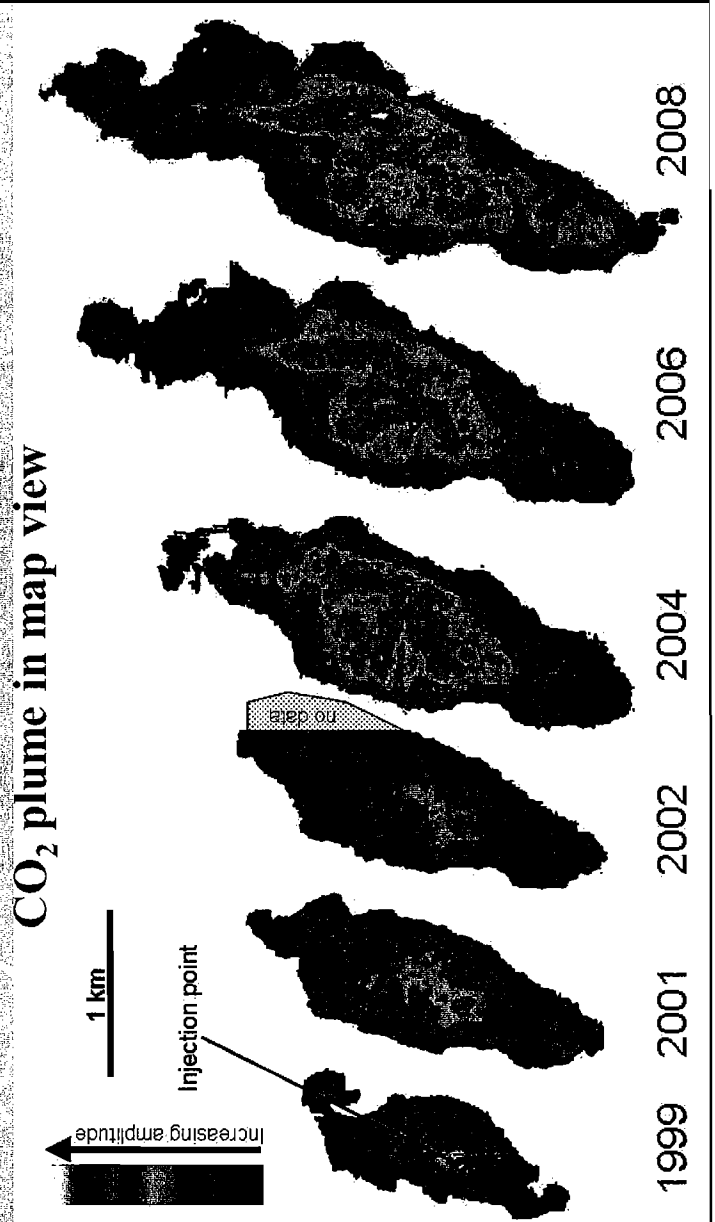 CO₂ plume in map view
Increasing amplitude
1 km
Injection point
no data
1999
2001
2002
2004
2006
2008